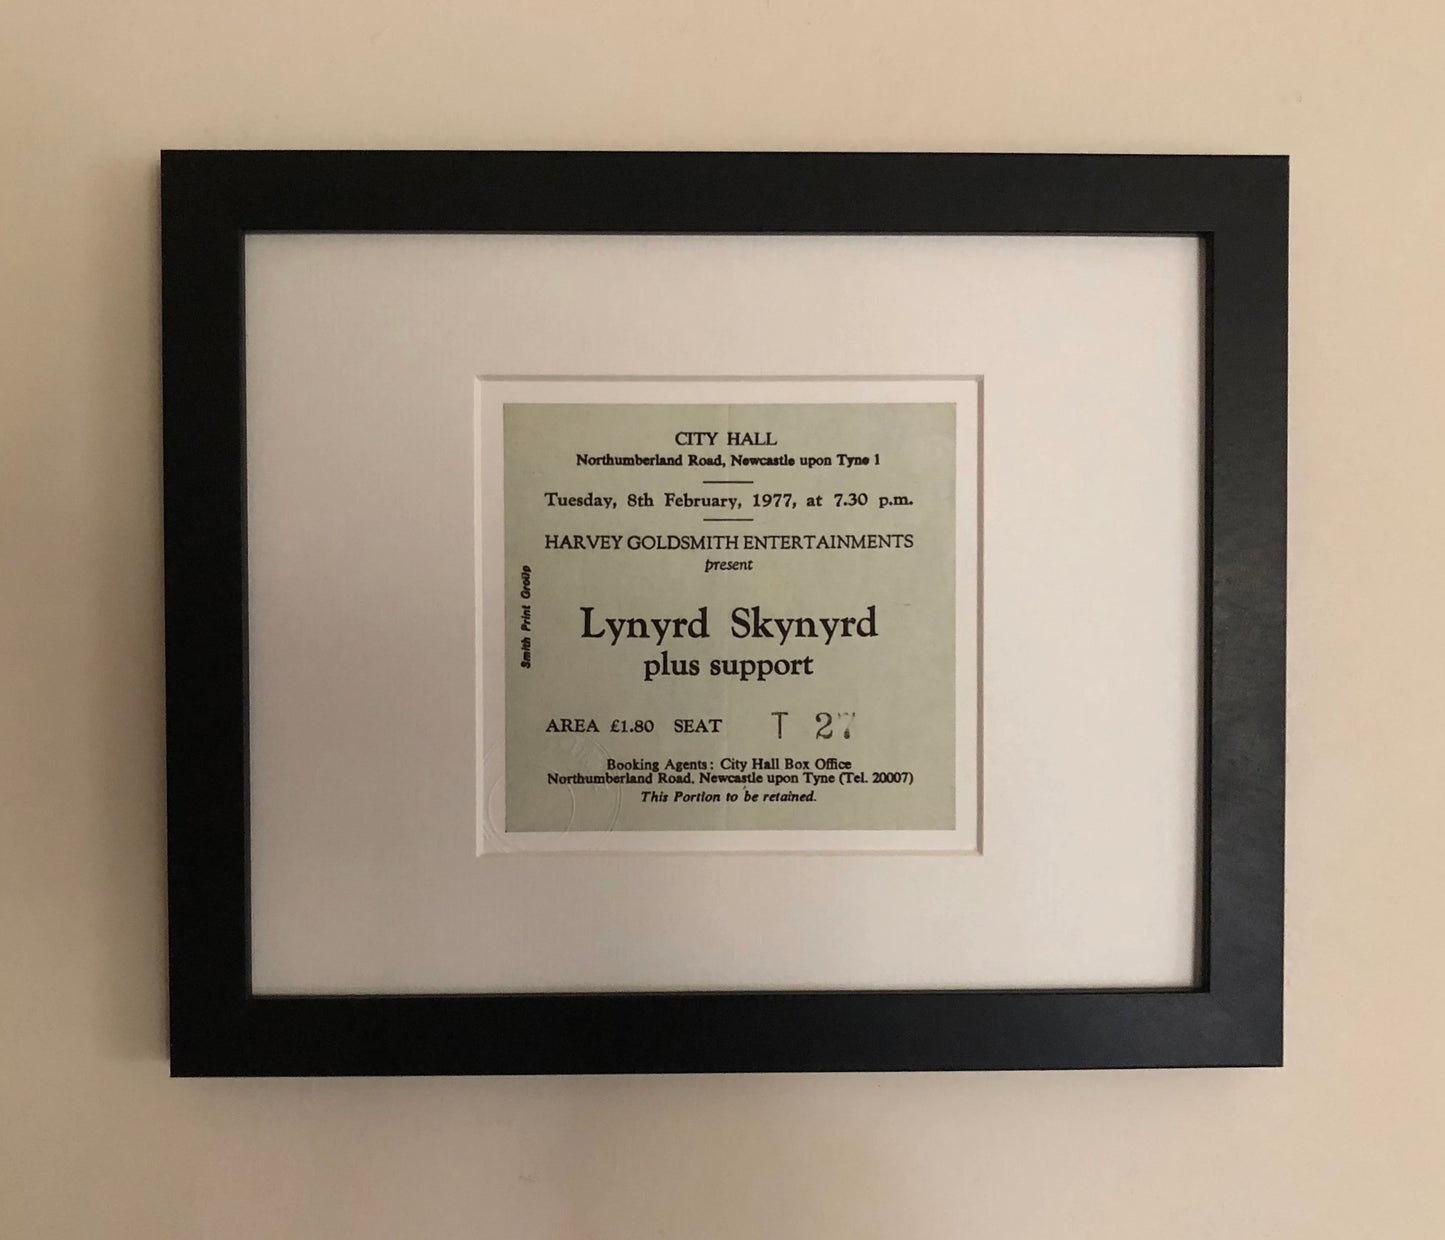 CITY HALL
Northumberland Road, Newcastle upon Tyne 1
Tuesday, 8th February, 1977, at 7.30 p.m.
HARVEY GOLDSMITH ENTERTAINMENTS
present
Lynyrd Skynyrd
plus support
AREA £1.80 SEAT T 27
Booking Agents: City Hall Box Office
Northumberland Road, Newcastle upon Tyne (Tel. 20007)
This Portion to be retained.
Smith Print Group